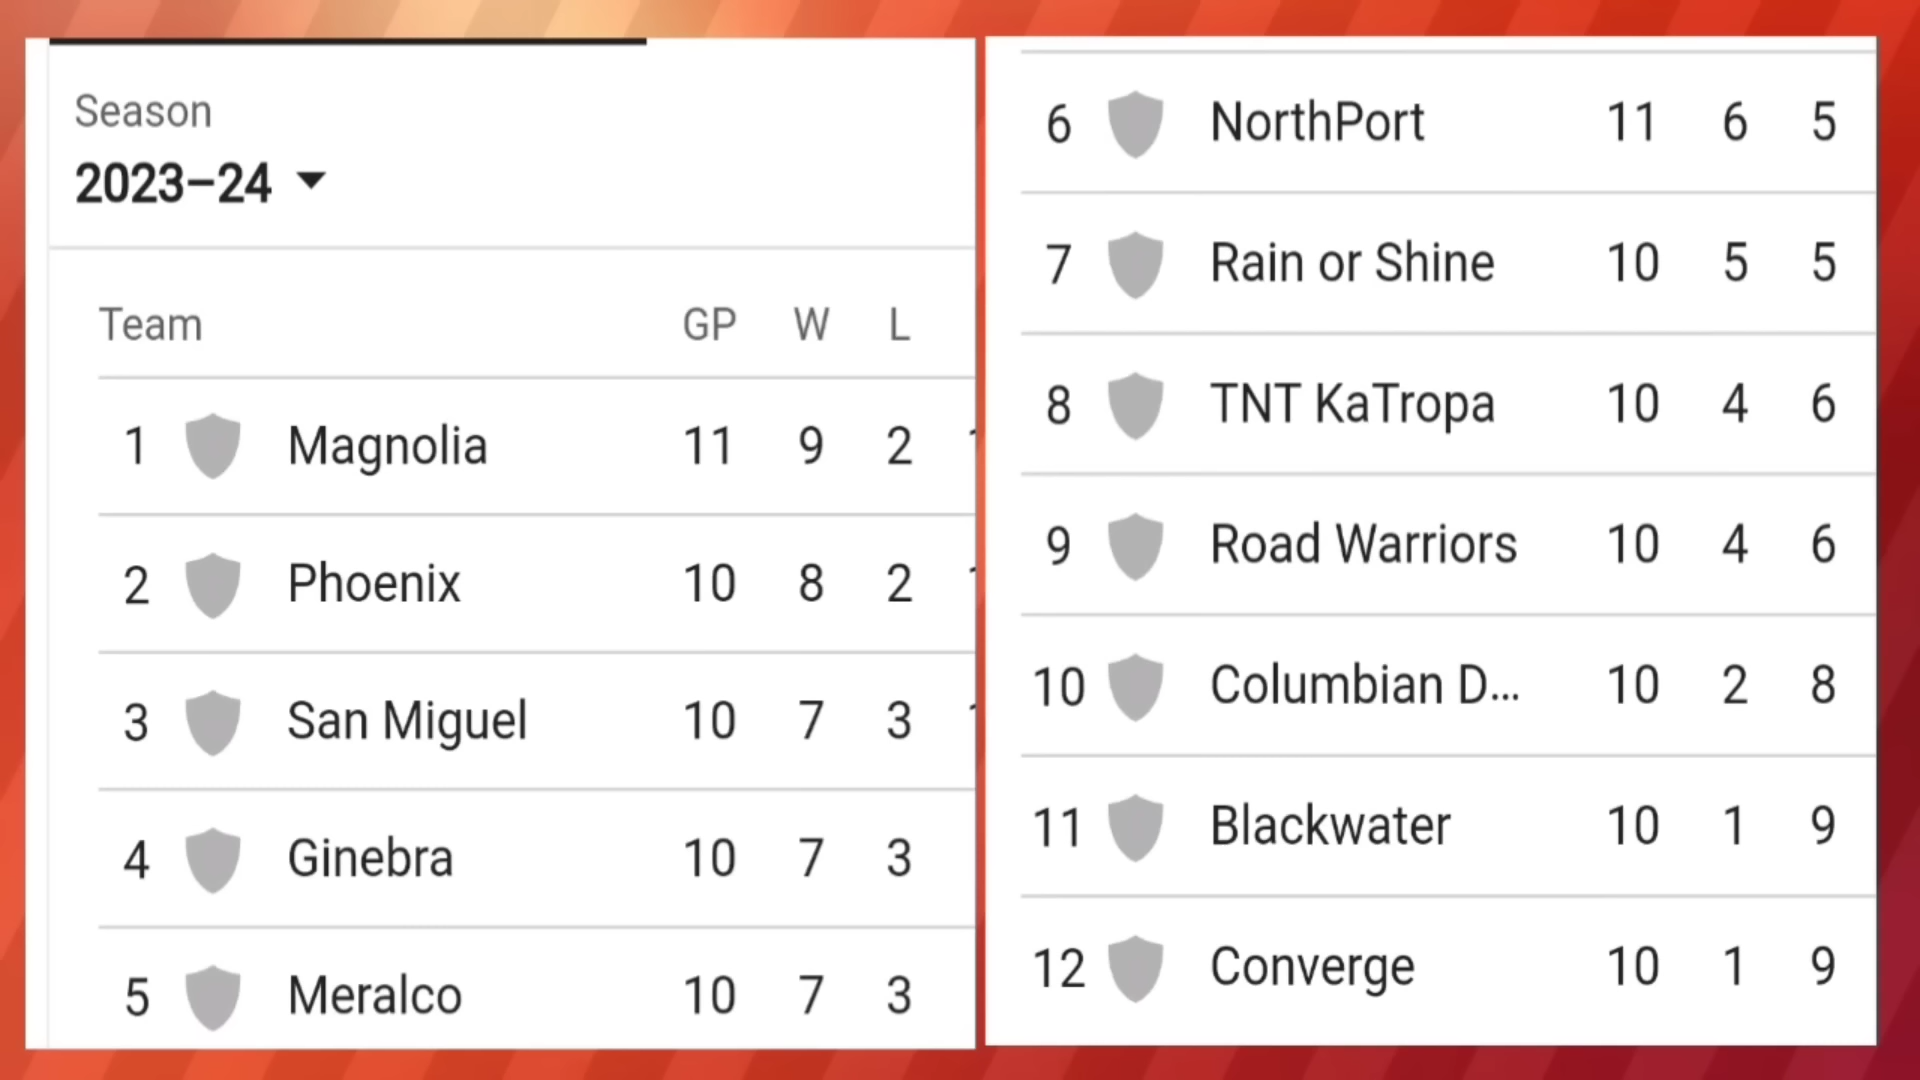 Season
2023–24
Team GP W L
1 Magnolia 11 9 2
2 Phoenix 10 8 2
3 San Miguel 10 7 3
4 Ginebra 10 7 3
5 Meralco 10 7 3
6 NorthPort 11 6 5
7 Rain or Shine 10 5 5
8 TNT KaTropa 10 4 6
9 Road Warriors 10 4 6
10 Columbian D... 10 2 8
11 Blackwater 10 1 9
12 Converge 10 1 9